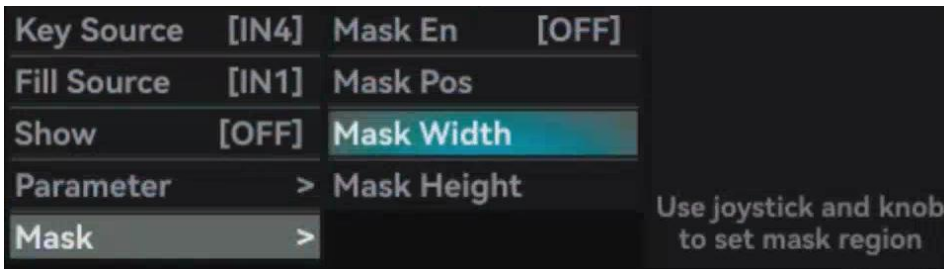 Key Source [IN4]
Fill Source [IN1]
Show [OFF]
Parameter >
Mask >
Mask En [OFF]
Mask Pos
Mask Width
Mask Height
Use joystick and knob
to set mask region